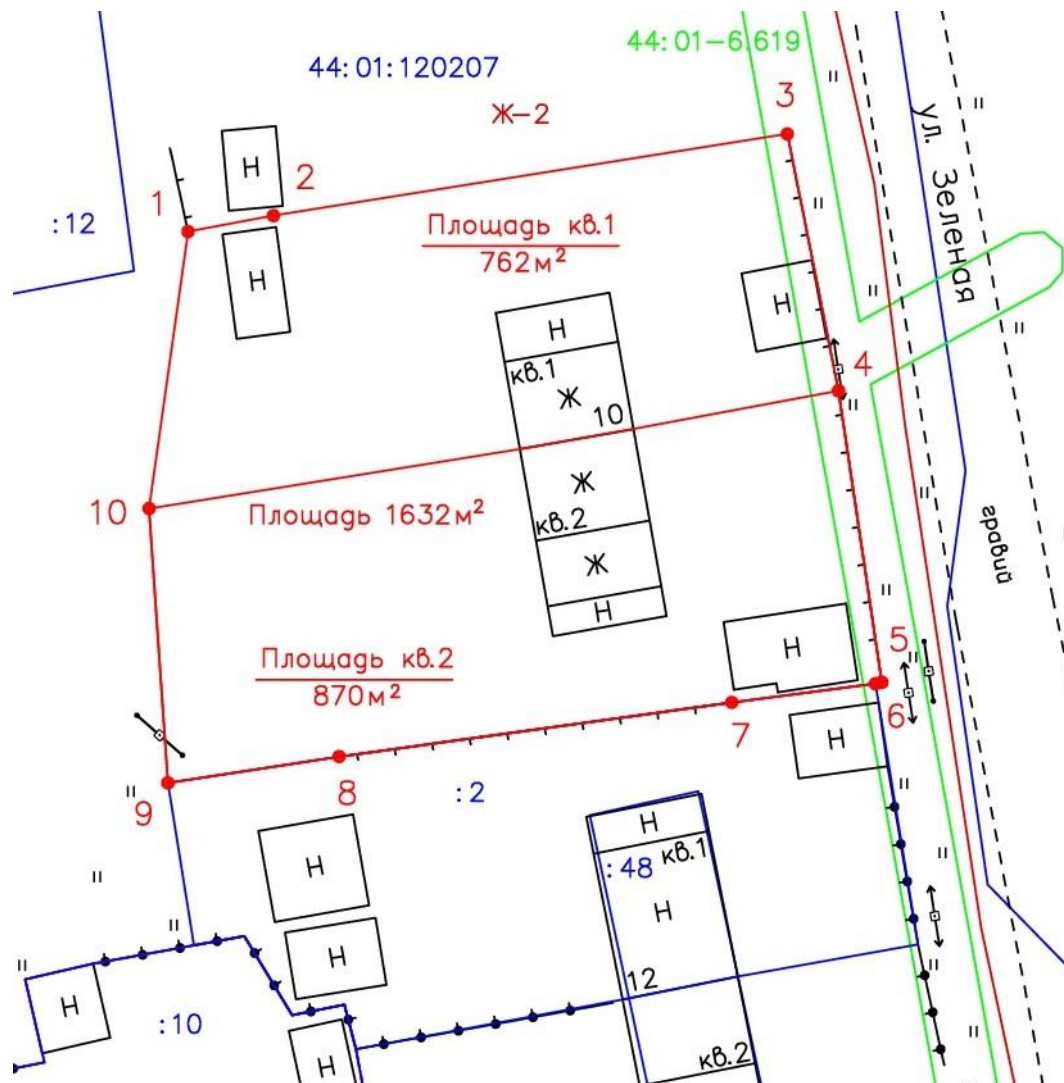 44:01-6.619
44:01:120207
3
Ж-2
ул. Зеленая
Н
2
1
:12
Площадь кв.1
762м²
Н
Н
Н
кв.1
4
Ж
10
10
Площадь 1632м²
Ж
кв.2
гравий
Ж
Н
5
Н
Площадь кв.2
870м²
6
7
Н
8
:2
9
Н
кв.1
Н
:48
Н
Н
12
Н
:10
Н
кв.2